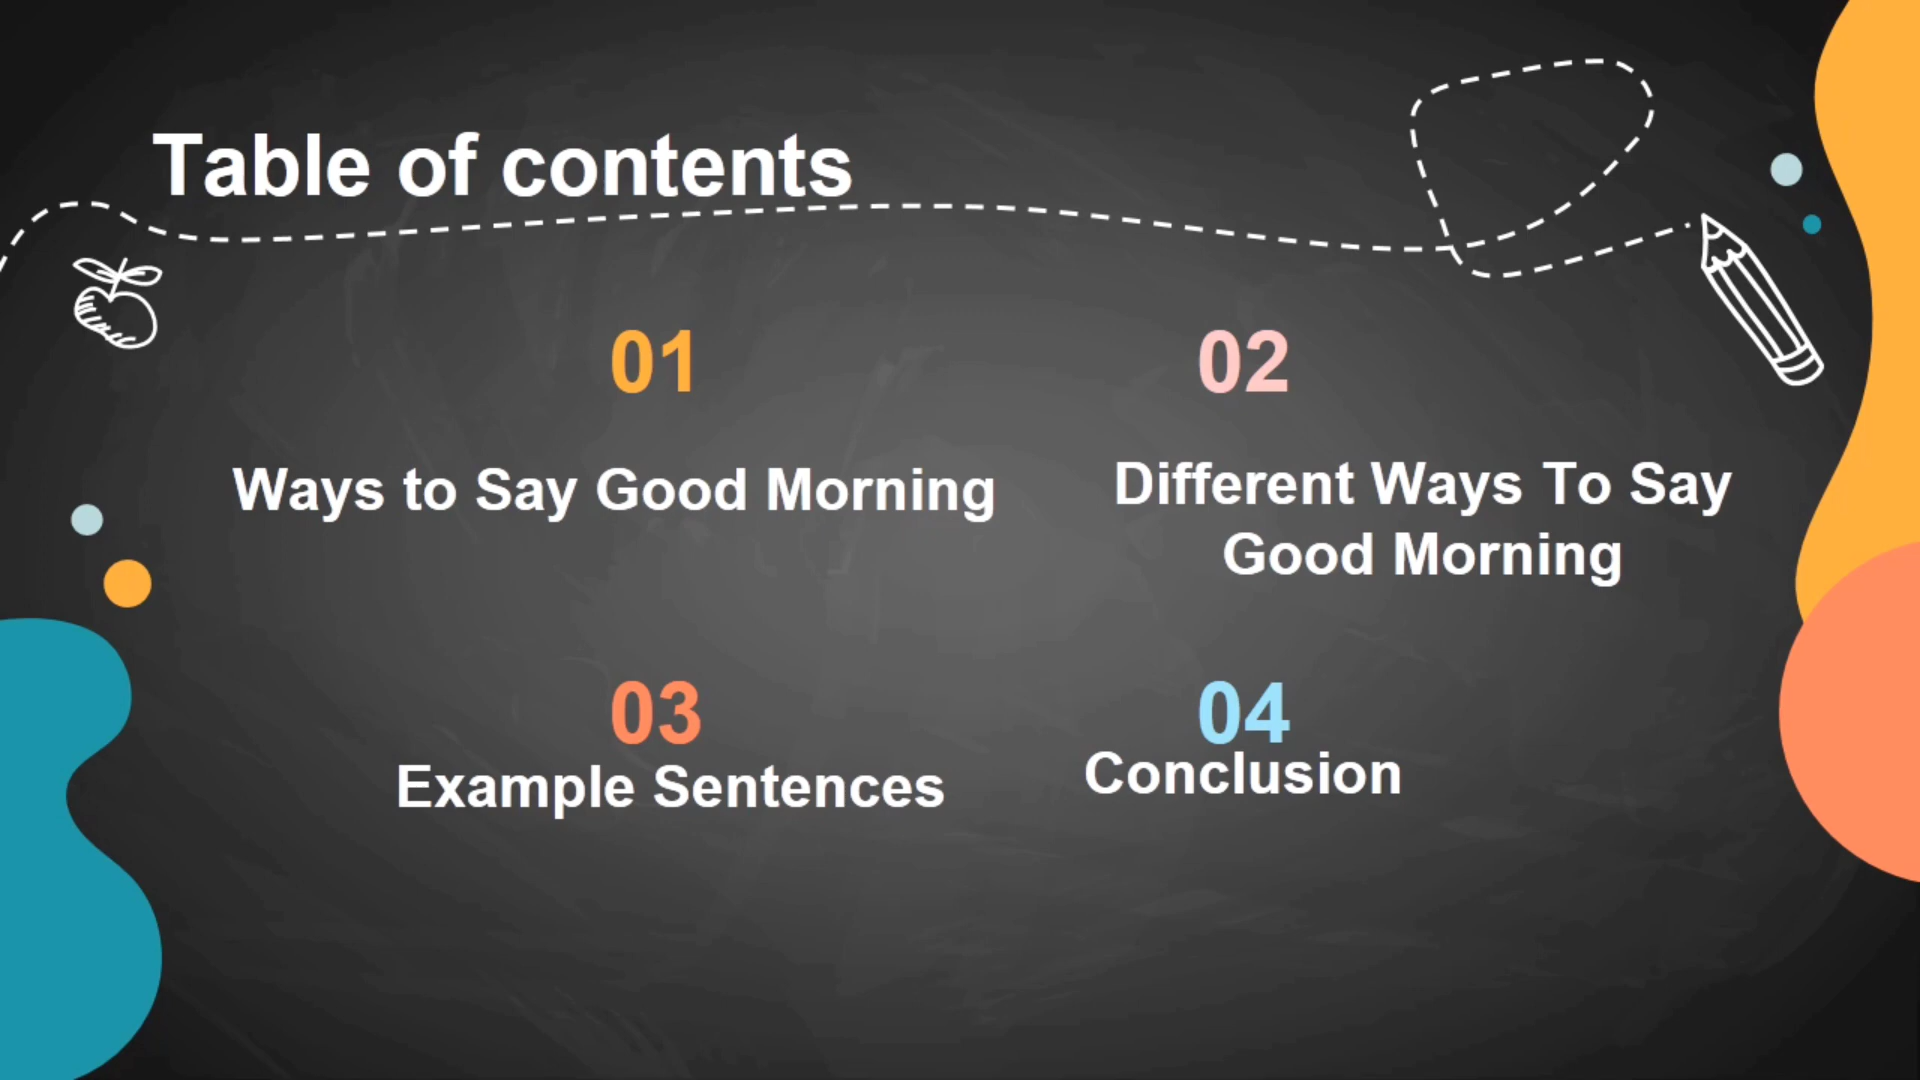 Table of contents
01
Ways to Say Good Morning
02
Different Ways To Say
Good Morning
03
Example Sentences
04
Conclusion